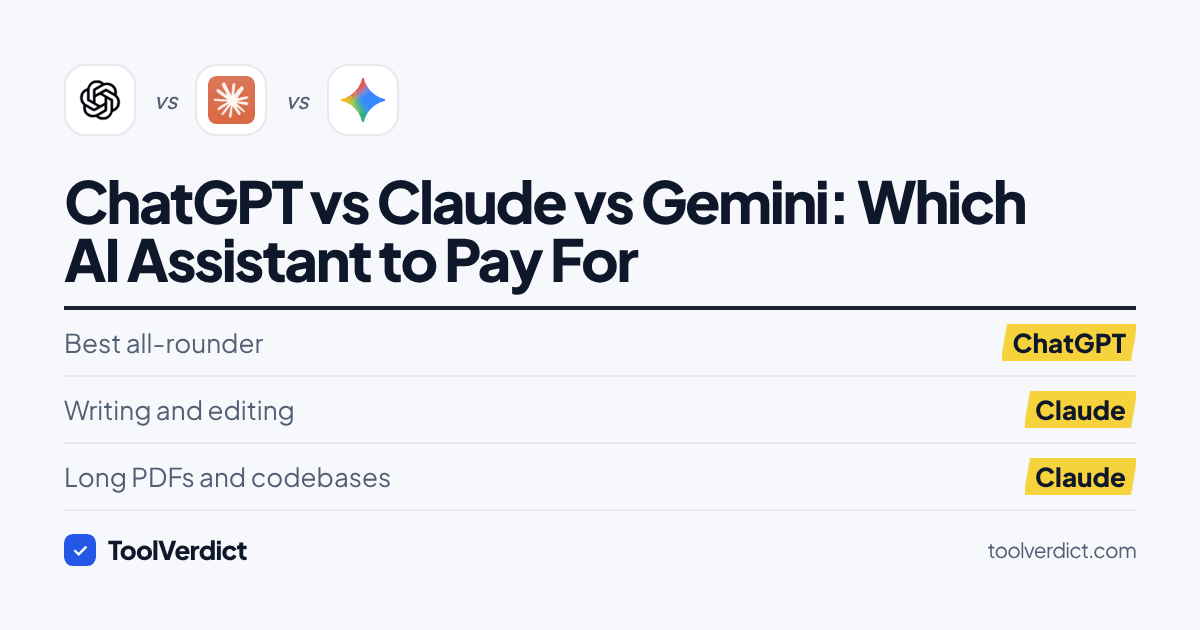 vs vs
ChatGPT vs Claude vs Gemini: Which
AI Assistant to Pay For
Best all-rounder ChatGPT
Writing and editing Claude
Long PDFs and codebases Claude
ToolVerdict toolverdict.com